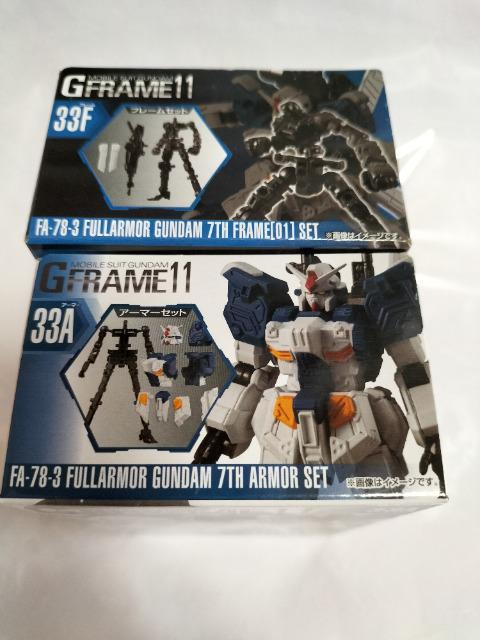 MOBILE SUIT GUNDAM
GFRAME11
33F
フレームセット
FA-78-3 FULLARMOR GUNDAM 7TH FRAME[01] SET
※画像はイメージです。
MOBILE SUIT GUNDAM
GFRAME11
アーマー
33A
アーマーセット
FA-78-3 FULLARMOR GUNDAM 7TH ARMOR SET
※画像はイメージです。